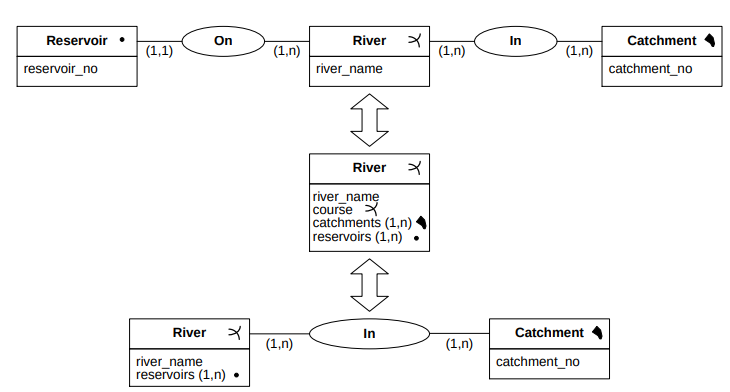 Reservoir
reservoir_no
(1,1)
On
(1,n)
River
river_name
(1,n)
In
(1,n)
Catchment
catchment_no
River
river_name
course
catchments (1,n)
reservoirs (1,n)
River
river_name
reservoirs (1,n)
(1,n)
In
(1,n)
Catchment
catchment_no